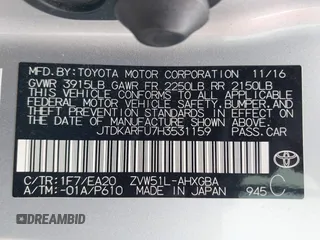 MFD.BY:TOYOTA MOTOR CORPORATION 11/16
GVWR 3915LB GAWR FR 2250LB RR 2150LB
THIS VEHICLE CONFORMS TO ALL APPLICABLE
FEDERAL MOTOR VEHICLE SAFETY, BUMPER, AND
THEFT PREVENTION STANDARDS IN EFFECT ON
THE DATE OF MANUFACTURE SHOWN ABOVE.
JTDKARFU7H3531159 PASS.CAR
TOYOTA
C/TR:1F7/EA20 ZVW51L-AHXGBA
A/TM:-01A/P610 MADE IN JAPAN 945 C
DEALERSHIP